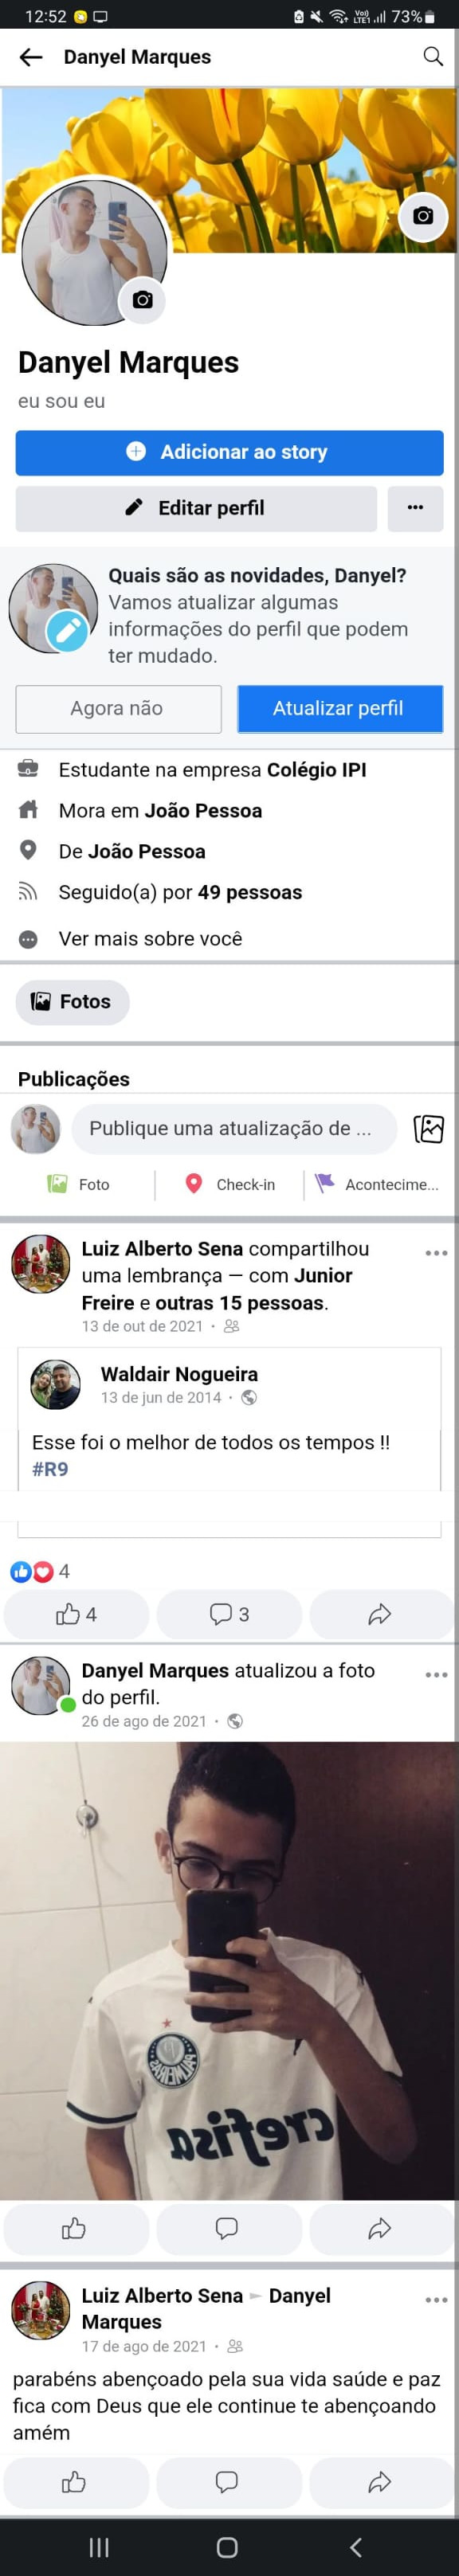 12:52 Vo)) LTE1 73%
Danyel Marques
Danyel Marques
eu sou eu
Adicionar ao story
Editar perfil
Quais são as novidades, Danyel?
Vamos atualizar algumas
informações do perfil que podem
ter mudado.
Agora não Atualizar perfil
Estudante na empresa Colégio IPI
Mora em João Pessoa
De João Pessoa
Seguido(a) por 49 pessoas
Ver mais sobre você
Fotos
Publicações
Publique uma atualização de ...
Foto Check-in Acontecime...
Luiz Alberto Sena compartilhou
uma lembrança — com Junior
Freire e outras 15 pessoas.
13 de out de 2021 ·
Waldair Nogueira
13 de jun de 2014 ·
Esse foi o melhor de todos os tempos !!
#R9
4
4 3
Danyel Marques atualizou a foto
do perfil.
26 de ago de 2021 ·
PALMEIRAS
crefisa
Luiz Alberto Sena ► Danyel
Marques
17 de ago de 2021 ·
parabéns abençoado pela sua vida saúde e paz
fica com Deus que ele continue te abençoando
amém